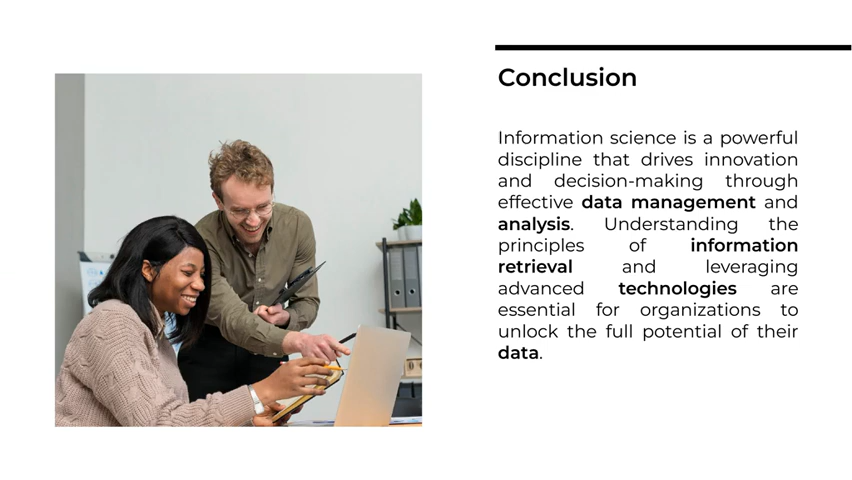 Conclusion
Information science is a powerful
discipline that drives innovation
and decision-making through
effective data management and
analysis. Understanding the
principles of information
retrieval and leveraging
advanced technologies are
essential for organizations to
unlock the full potential of their
data.